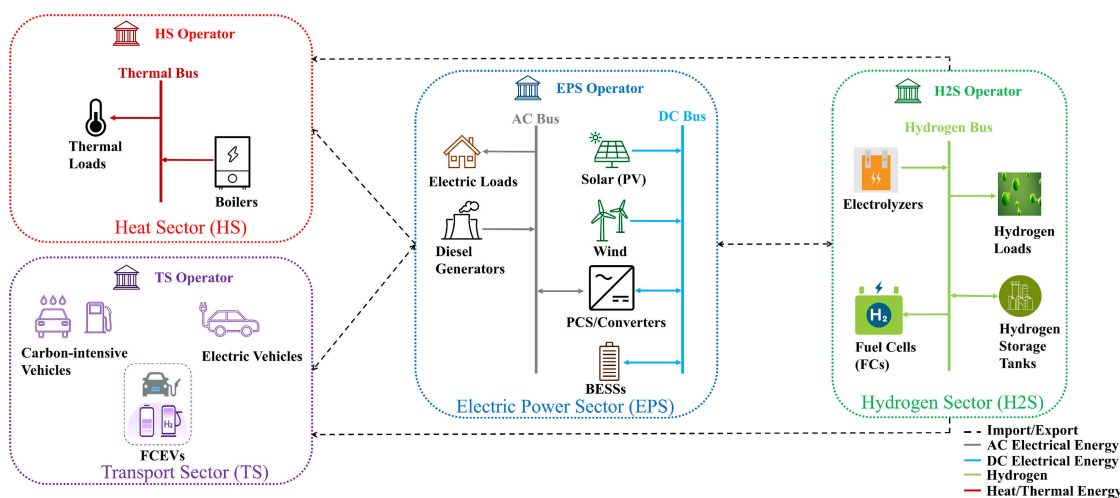 HS Operator
Thermal Bus
Thermal
Loads
Boilers
Heat Sector (HS)
TS Operator
Carbon-intensive
Vehicles
Electric Vehicles
H2
FCEVs
Transport Sector (TS)
EPS Operator
AC Bus
DC Bus
Electric Loads
Solar (PV)
Diesel
Generators
Wind
PCS/Converters
BESSs
Electric Power Sector (EPS)
H2S Operator
Hydrogen Bus
Electrolyzers
Hydrogen
Loads
H2
Fuel Cells
(FCs)
Hydrogen
Storage
Tanks
Hydrogen Sector (H2S)
Import/Export
AC Electrical Energy
DC Electrical Energy
Hydrogen
Heat/Thermal Energy